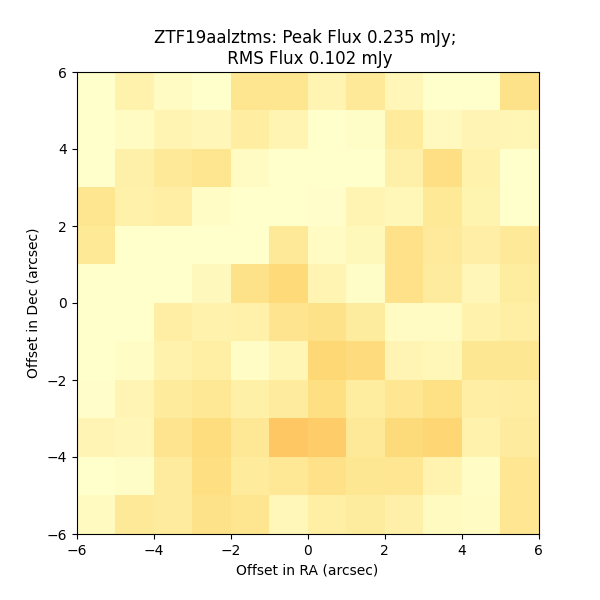 ZTF19aalztms: Peak Flux 0.235 mJy;
RMS Flux 0.102 mJy
6
4
2
0
−2
−4
−6
Offset in Dec (arcsec)
−6 −4 −2 0 2 4 6
Offset in RA (arcsec)